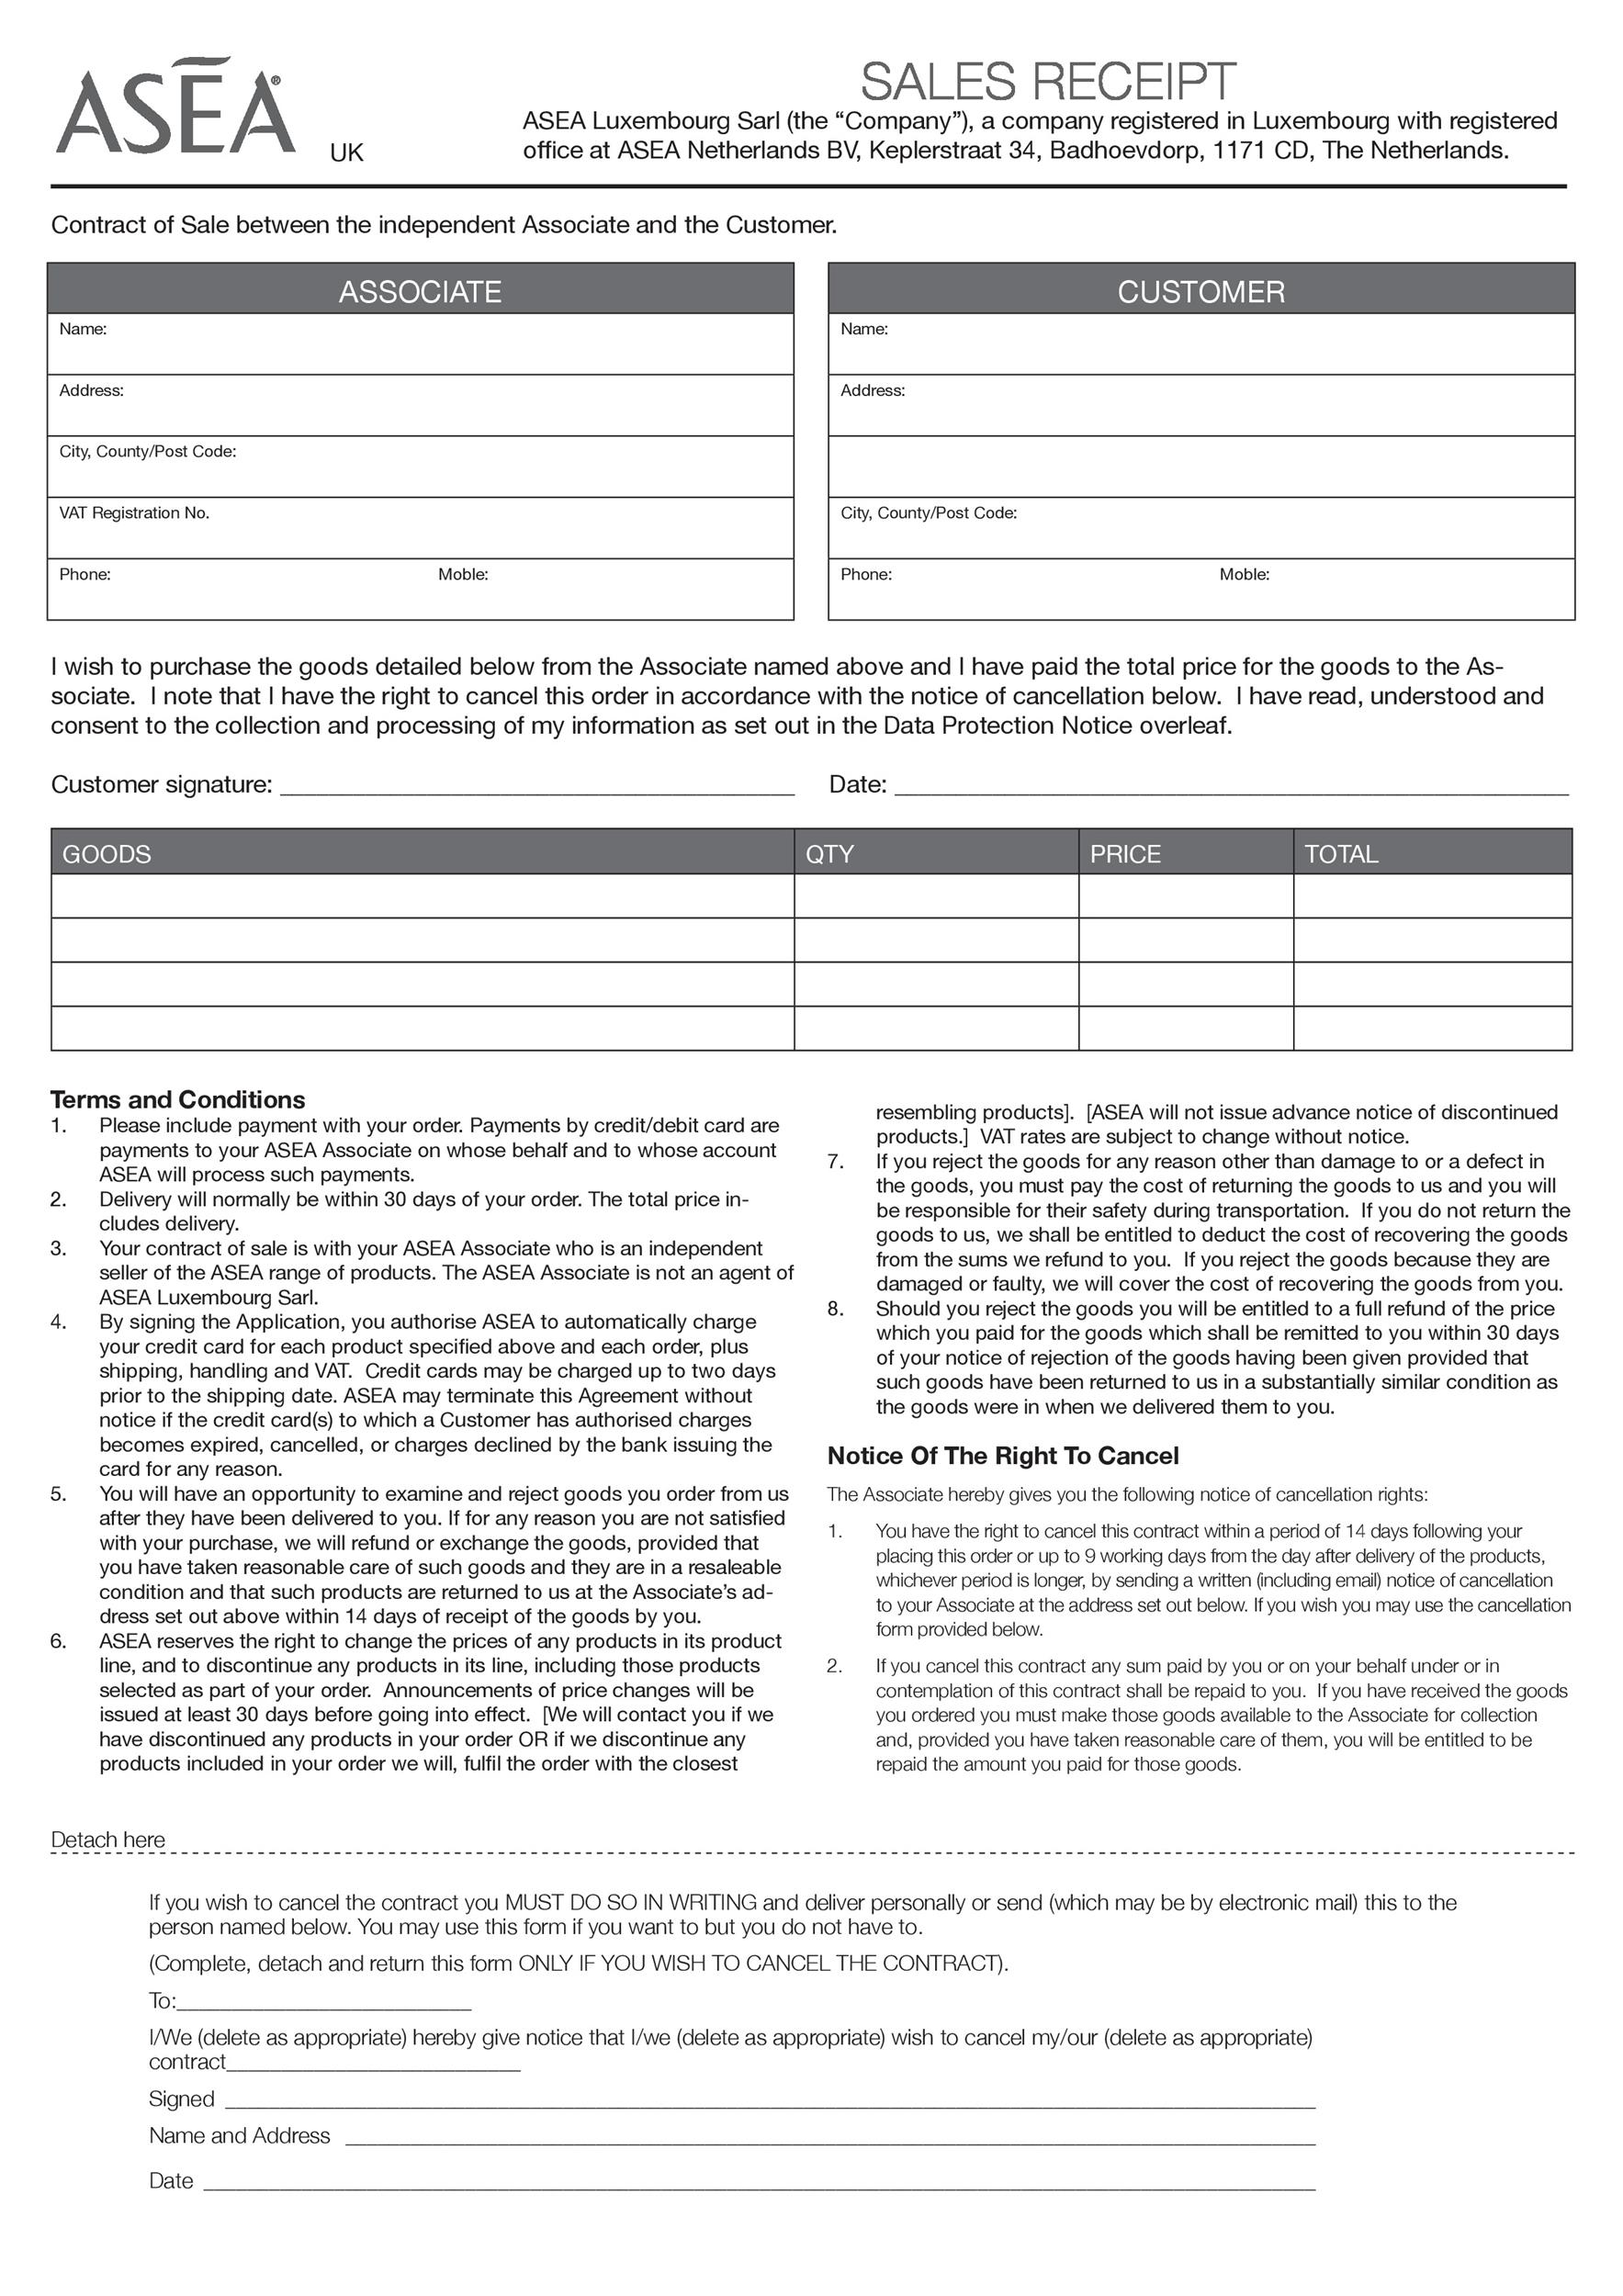 ASEA®
UK
SALES RECEIPT
ASEA Luxembourg Sarl (the “Company”), a company registered in Luxembourg with registered
office at ASEA Netherlands BV, Keplerstraat 34, Badhoevdorp, 1171 CD, The Netherlands.
Contract of Sale between the independent Associate and the Customer.
ASSOCIATE
Name:
Address:
City, County/Post Code:
VAT Registration No.
Phone: Moble:
CUSTOMER
Name:
Address:
City, County/Post Code:
Phone: Moble:
I wish to purchase the goods detailed below from the Associate named above and I have paid the total price for the goods to the As-
sociate.  I note that I have the right to cancel this order in accordance with the notice of cancellation below.  I have read, understood and
consent to the collection and processing of my information as set out in the Data Protection Notice overleaf.
Customer signature: ______ Date: ______
GOODS QTY PRICE TOTAL
Terms and Conditions
1. Please include payment with your order. Payments by credit/debit card are
payments to your ASEA Associate on whose behalf and to whose account
ASEA will process such payments.
2. Delivery will normally be within 30 days of your order. The total price in-
cludes delivery.
3. Your contract of sale is with your ASEA Associate who is an independent
seller of the ASEA range of products. The ASEA Associate is not an agent of
ASEA Luxembourg Sarl.
4. By signing the Application, you authorise ASEA to automatically charge
your credit card for each product specified above and each order, plus
shipping, handling and VAT.  Credit cards may be charged up to two days
prior to the shipping date. ASEA may terminate this Agreement without
notice if the credit card(s) to which a Customer has authorised charges
becomes expired, cancelled, or charges declined by the bank issuing the
card for any reason.
5. You will have an opportunity to examine and reject goods you order from us
after they have been delivered to you. If for any reason you are not satisfied
with your purchase, we will refund or exchange the goods, provided that
you have taken reasonable care of such goods and they are in a resaleable
condition and that such products are returned to us at the Associate’s ad-
dress set out above within 14 days of receipt of the goods by you.
6. ASEA reserves the right to change the prices of any products in its product
line, and to discontinue any products in its line, including those products
selected as part of your order.  Announcements of price changes will be
issued at least 30 days before going into effect.  [We will contact you if we
have discontinued any products in your order OR if we discontinue any
products included in your order we will, fulfil the order with the closest
resembling products].  [ASEA will not issue advance notice of discontinued
products.]  VAT rates are subject to change without notice.
7. If you reject the goods for any reason other than damage to or a defect in
the goods, you must pay the cost of returning the goods to us and you will
be responsible for their safety during transportation.  If you do not return the
goods to us, we shall be entitled to deduct the cost of recovering the goods
from the sums we refund to you.  If you reject the goods because they are
damaged or faulty, we will cover the cost of recovering the goods from you.
8. Should you reject the goods you will be entitled to a full refund of the price
which you paid for the goods which shall be remitted to you within 30 days
of your notice of rejection of the goods having been given provided that
such goods have been returned to us in a substantially similar condition as
the goods were in when we delivered them to you.
Notice Of The Right To Cancel
The Associate hereby gives you the following notice of cancellation rights:
1. You have the right to cancel this contract within a period of 14 days following your
placing this order or up to 9 working days from the day after delivery of the products,
whichever period is longer, by sending a written (including email) notice of cancellation
to your Associate at the address set out below. If you wish you may use the cancellation
form provided below.
2. If you cancel this contract any sum paid by you or on your behalf under or in
contemplation of this contract shall be repaid to you.  If you have received the goods
you ordered you must make those goods available to the Associate for collection
and, provided you have taken reasonable care of them, you will be entitled to be
repaid the amount you paid for those goods.
Detach here
If you wish to cancel the contract you MUST DO SO IN WRITING and deliver personally or send (which may be by electronic mail) this to the
person named below. You may use this form if you want to but you do not have to.
(Complete, detach and return this form ONLY IF YOU WISH TO CANCEL THE CONTRACT).
To:______
I/We (delete as appropriate) hereby give notice that I/we (delete as appropriate) wish to cancel my/our (delete as appropriate)
contract______
Signed ______
Name and Address ______
Date ______